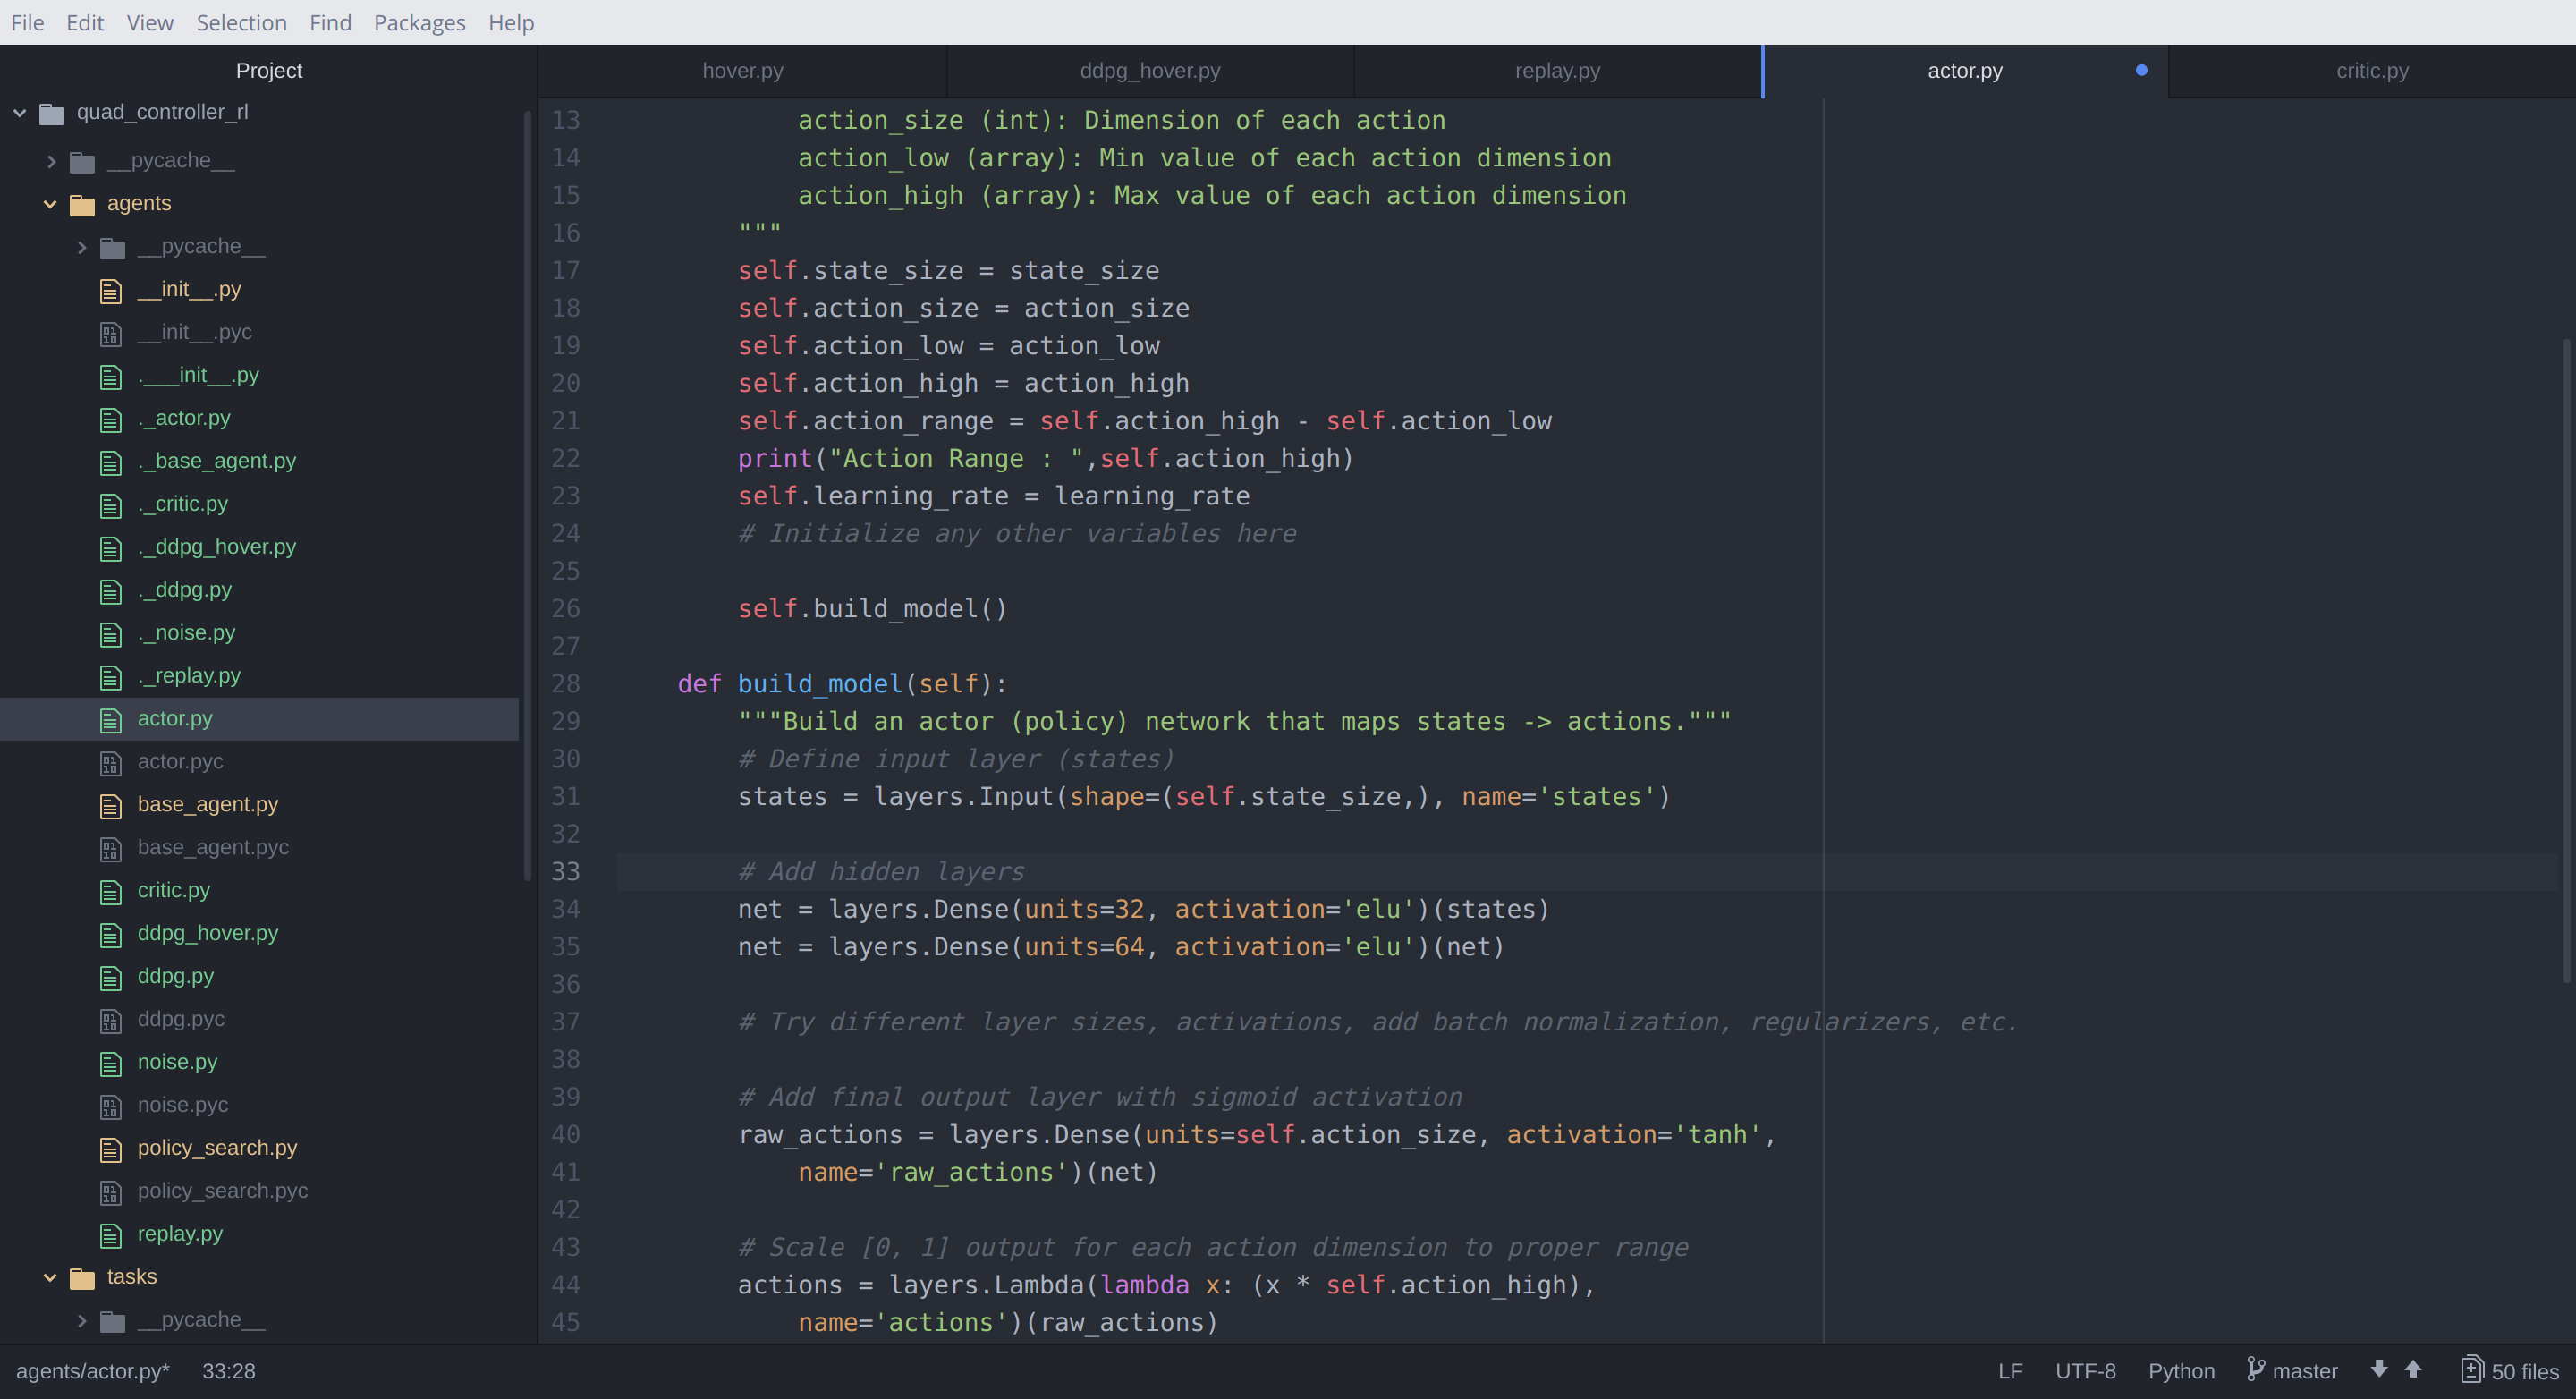 File Edit View Selection Find Packages Help
Project
quad_controller_rl
__pycache__
agents
__pycache__
__init__.py
__init__.pyc
.___init__.py
._actor.py
._base_agent.py
._critic.py
._ddpg_hover.py
._ddpg.py
._noise.py
._replay.py
actor.py
actor.pyc
base_agent.py
base_agent.pyc
critic.py
ddpg_hover.py
ddpg.py
ddpg.pyc
noise.py
noise.pyc
policy_search.py
policy_search.pyc
replay.py
tasks
__pycache__
hover.py ddpg_hover.py replay.py actor.py critic.py
13 action_size (int): Dimension of each action
14 action_low (array): Min value of each action dimension
15 action_high (array): Max value of each action dimension
16 """
17 self.state_size = state_size
18 self.action_size = action_size
19 self.action_low = action_low
20 self.action_high = action_high
21 self.action_range = self.action_high - self.action_low
22 print("Action Range : ",self.action_high)
23 self.learning_rate = learning_rate
24 # Initialize any other variables here
25
26 self.build_model()
27
28 def build_model(self):
29 """Build an actor (policy) network that maps states -> actions."""
30 # Define input layer (states)
31 states = layers.Input(shape=(self.state_size,), name='states')
32
33 # Add hidden layers
34 net = layers.Dense(units=32, activation='elu')(states)
35 net = layers.Dense(units=64, activation='elu')(net)
36
37 # Try different layer sizes, activations, add batch normalization, regularizers, etc.
38
39 # Add final output layer with sigmoid activation
40 raw_actions = layers.Dense(units=self.action_size, activation='tanh',
41 name='raw_actions')(net)
42
43 # Scale [0, 1] output for each action dimension to proper range
44 actions = layers.Lambda(lambda x: (x * self.action_high),
45 name='actions')(raw_actions)
agents/actor.py* 33:28 LF UTF-8 Python master 50 files